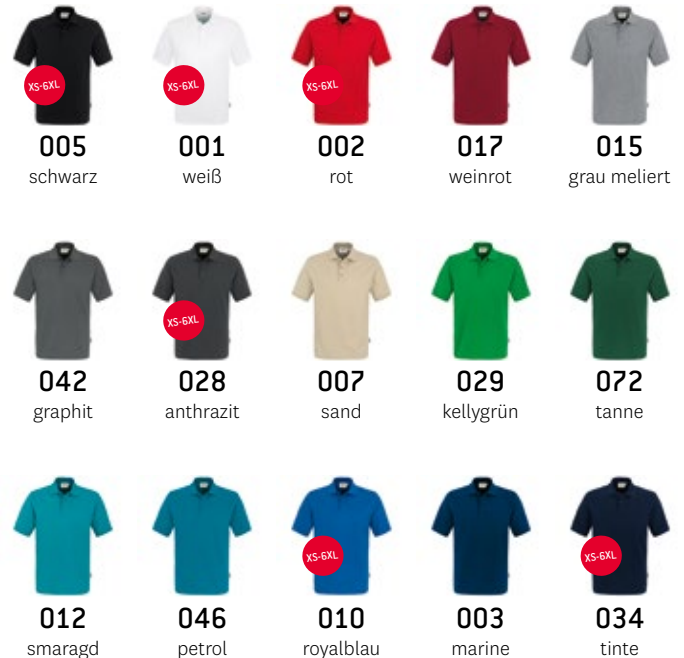 XS-6XL XS-6XL XS-6XL
005 001 002 017 015
schwarz weiß rot weinrot grau meliert
XS-6XL
042 028 007 029 072
graphit anthrazit sand kellygrün tanne
XS-6XL XS-6XL
012 046 010 003 034
smaragd petrol royalblau marine tinte